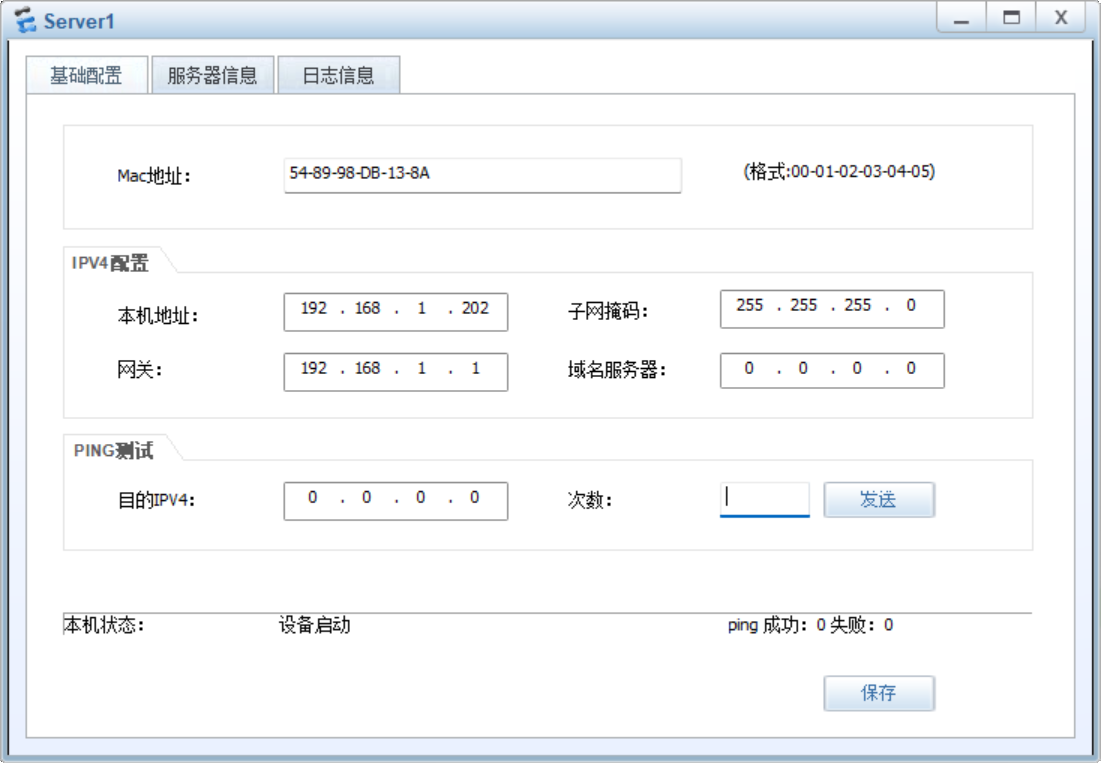 Server1
基础配置 服务器信息 日志信息
Mac地址: 54-89-98-DB-13-8A (格式:00-01-02-03-04-05)
IPV4配置
本机地址: 192 . 168 . 1 . 202 子网掩码: 255 . 255 . 255 . 0
网关: 192 . 168 . 1 . 1 域名服务器: 0 . 0 . 0 . 0
PING测试
目的IPV4: 0 . 0 . 0 . 0 次数: 发送
本机状态: 设备启动 ping 成功: 0 失败: 0
保存